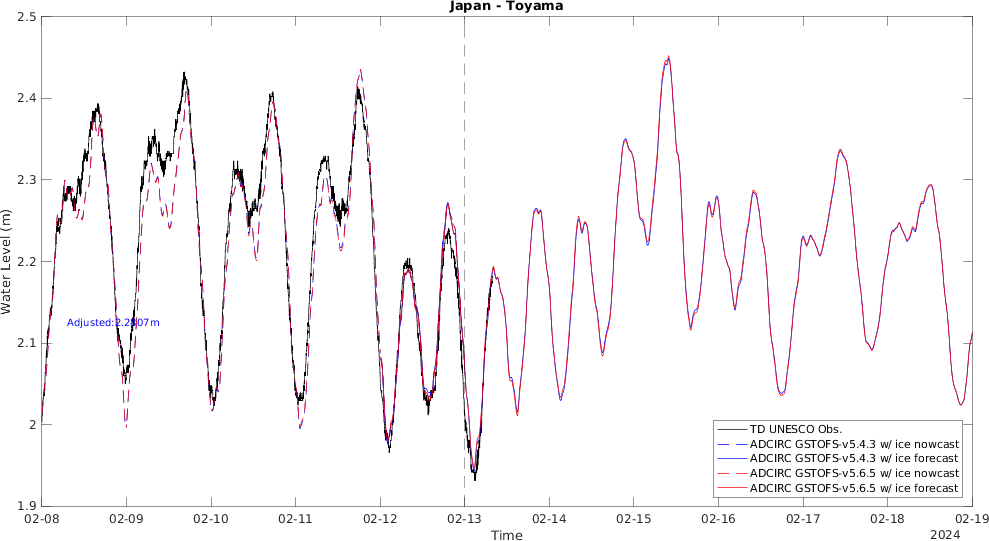 Japan - Toyama
2.5
2.4
2.3
2.2
2.1
2
1.9
Water Level (m)
Adjusted:2.2807m
TD UNESCO Obs.
ADCIRC GSTOFS-v5.4.3 w/ ice nowcast
ADCIRC GSTOFS-v5.4.3 w/ ice forecast
ADCIRC GSTOFS-v5.6.5 w/ ice nowcast
ADCIRC GSTOFS-v5.6.5 w/ ice forecast
02-08 02-09 02-10 02-11 02-12 02-13 02-14 02-15 02-16 02-17 02-18 02-19
Time
2024